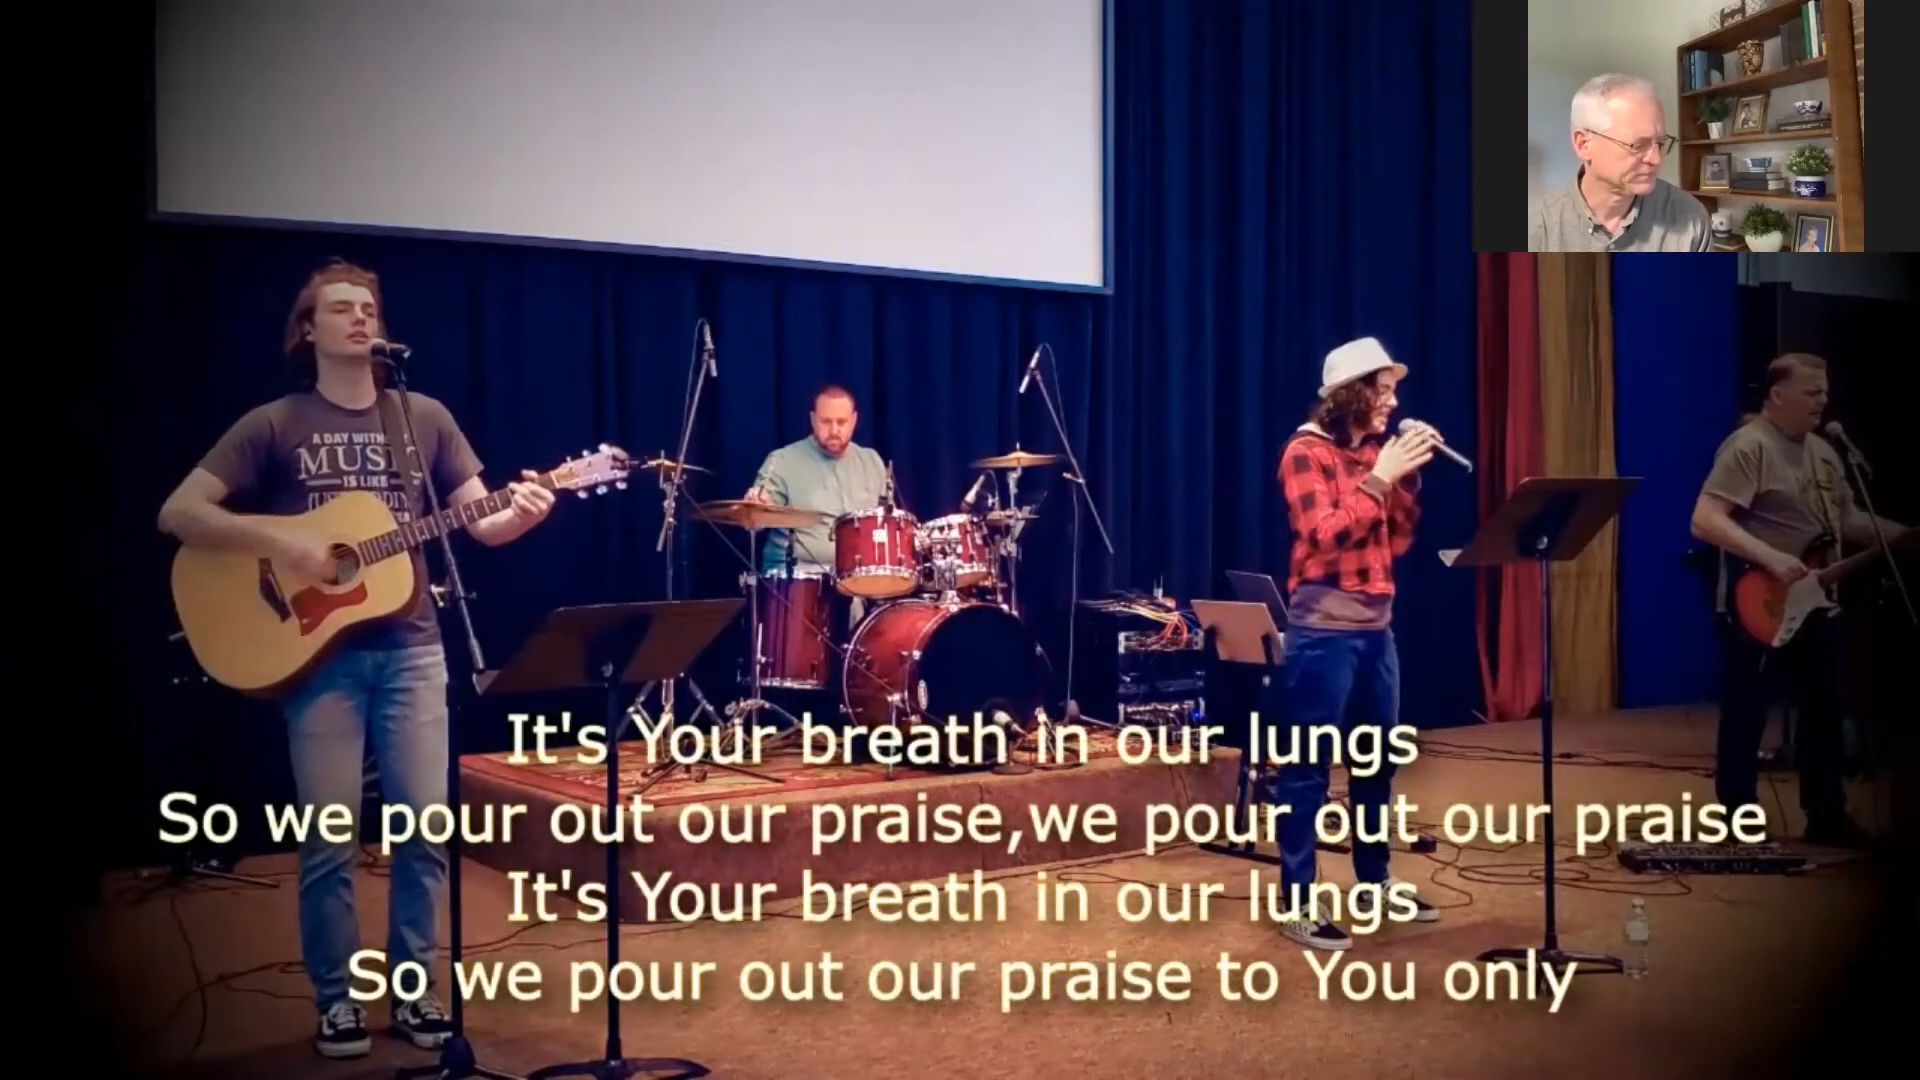 A DAY WITH
MUSIC
IS LIKE
It's Your breath in our lungs
So we pour out our praise,we pour out our praise
It's Your breath in our lungs
So we pour out our praise to You only